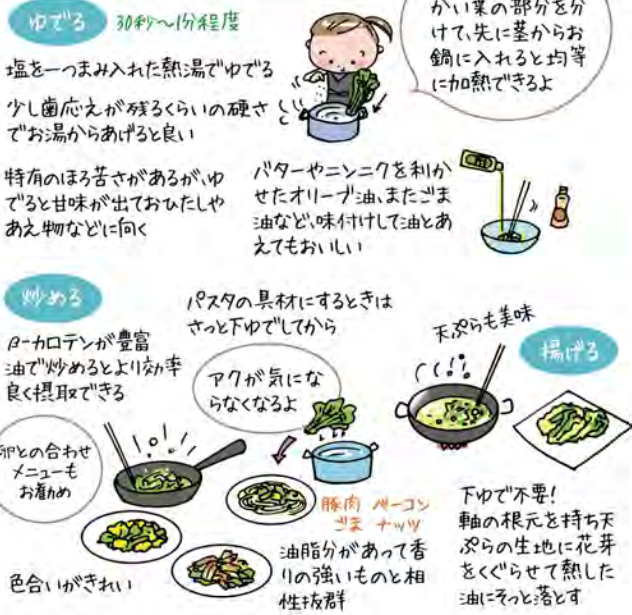 ゆでる
30秒〜1分程度
塩を一つまみ入れた熱湯でゆでる
少し歯応えが残るくらいの硬さ
でお湯からあげると良い
特有のほろ苦さがあるが、ゆ
でると甘味が出ておひたしや
あえ物などに向く
かい葉の部分を分
けて、先に茎からお
鍋に入れると均等
に加熱できるよ
バターやニンニクを利か
せたオリーブ油、またごま
油など、味付けして油とあ
えてもおいしい
炒める
β-カロテンが豊富
油で炒めるとより効率
良く摂取できる
卵との合わせ
メニューも
お勧め
色合いがきれい
パスタの具材にするときは
さっと下ゆでしてから
アクが気にな
らなくなるよ
豚肉 ベーコン
ごま ナッツ
油脂分があって香
りの強いものと相
性抜群
天ぷらも美味
揚げる
下ゆで不要!
軸の根元を持ち天
ぷらの生地に花芽
をくぐらせて熱した
油にそっと落とす